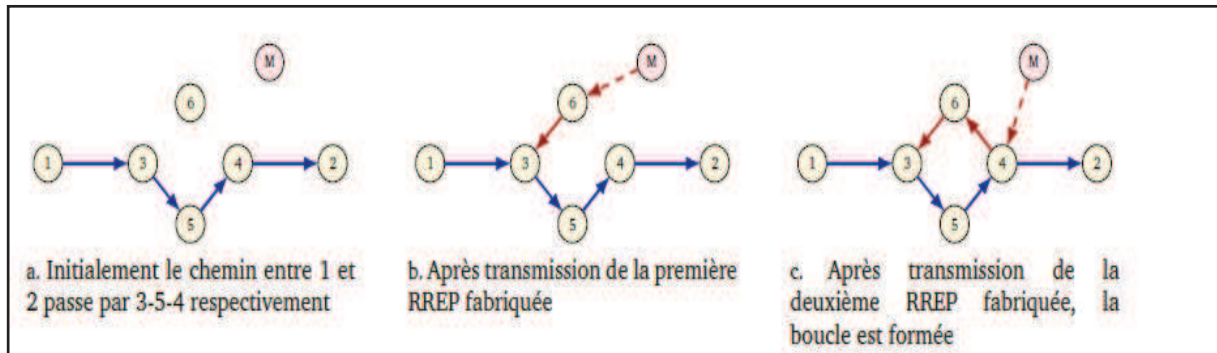 M
6
1
3
4
2
5
a. Initialement le chemin entre 1 et
2 passe par 3-5-4 respectivement
M
6
1
3
4
2
5
b. Après transmission de la première
RREP fabriquée
M
6
1
3
4
2
5
c. Après transmission de la
deuxième RREP fabriquée, la
boucle est formée